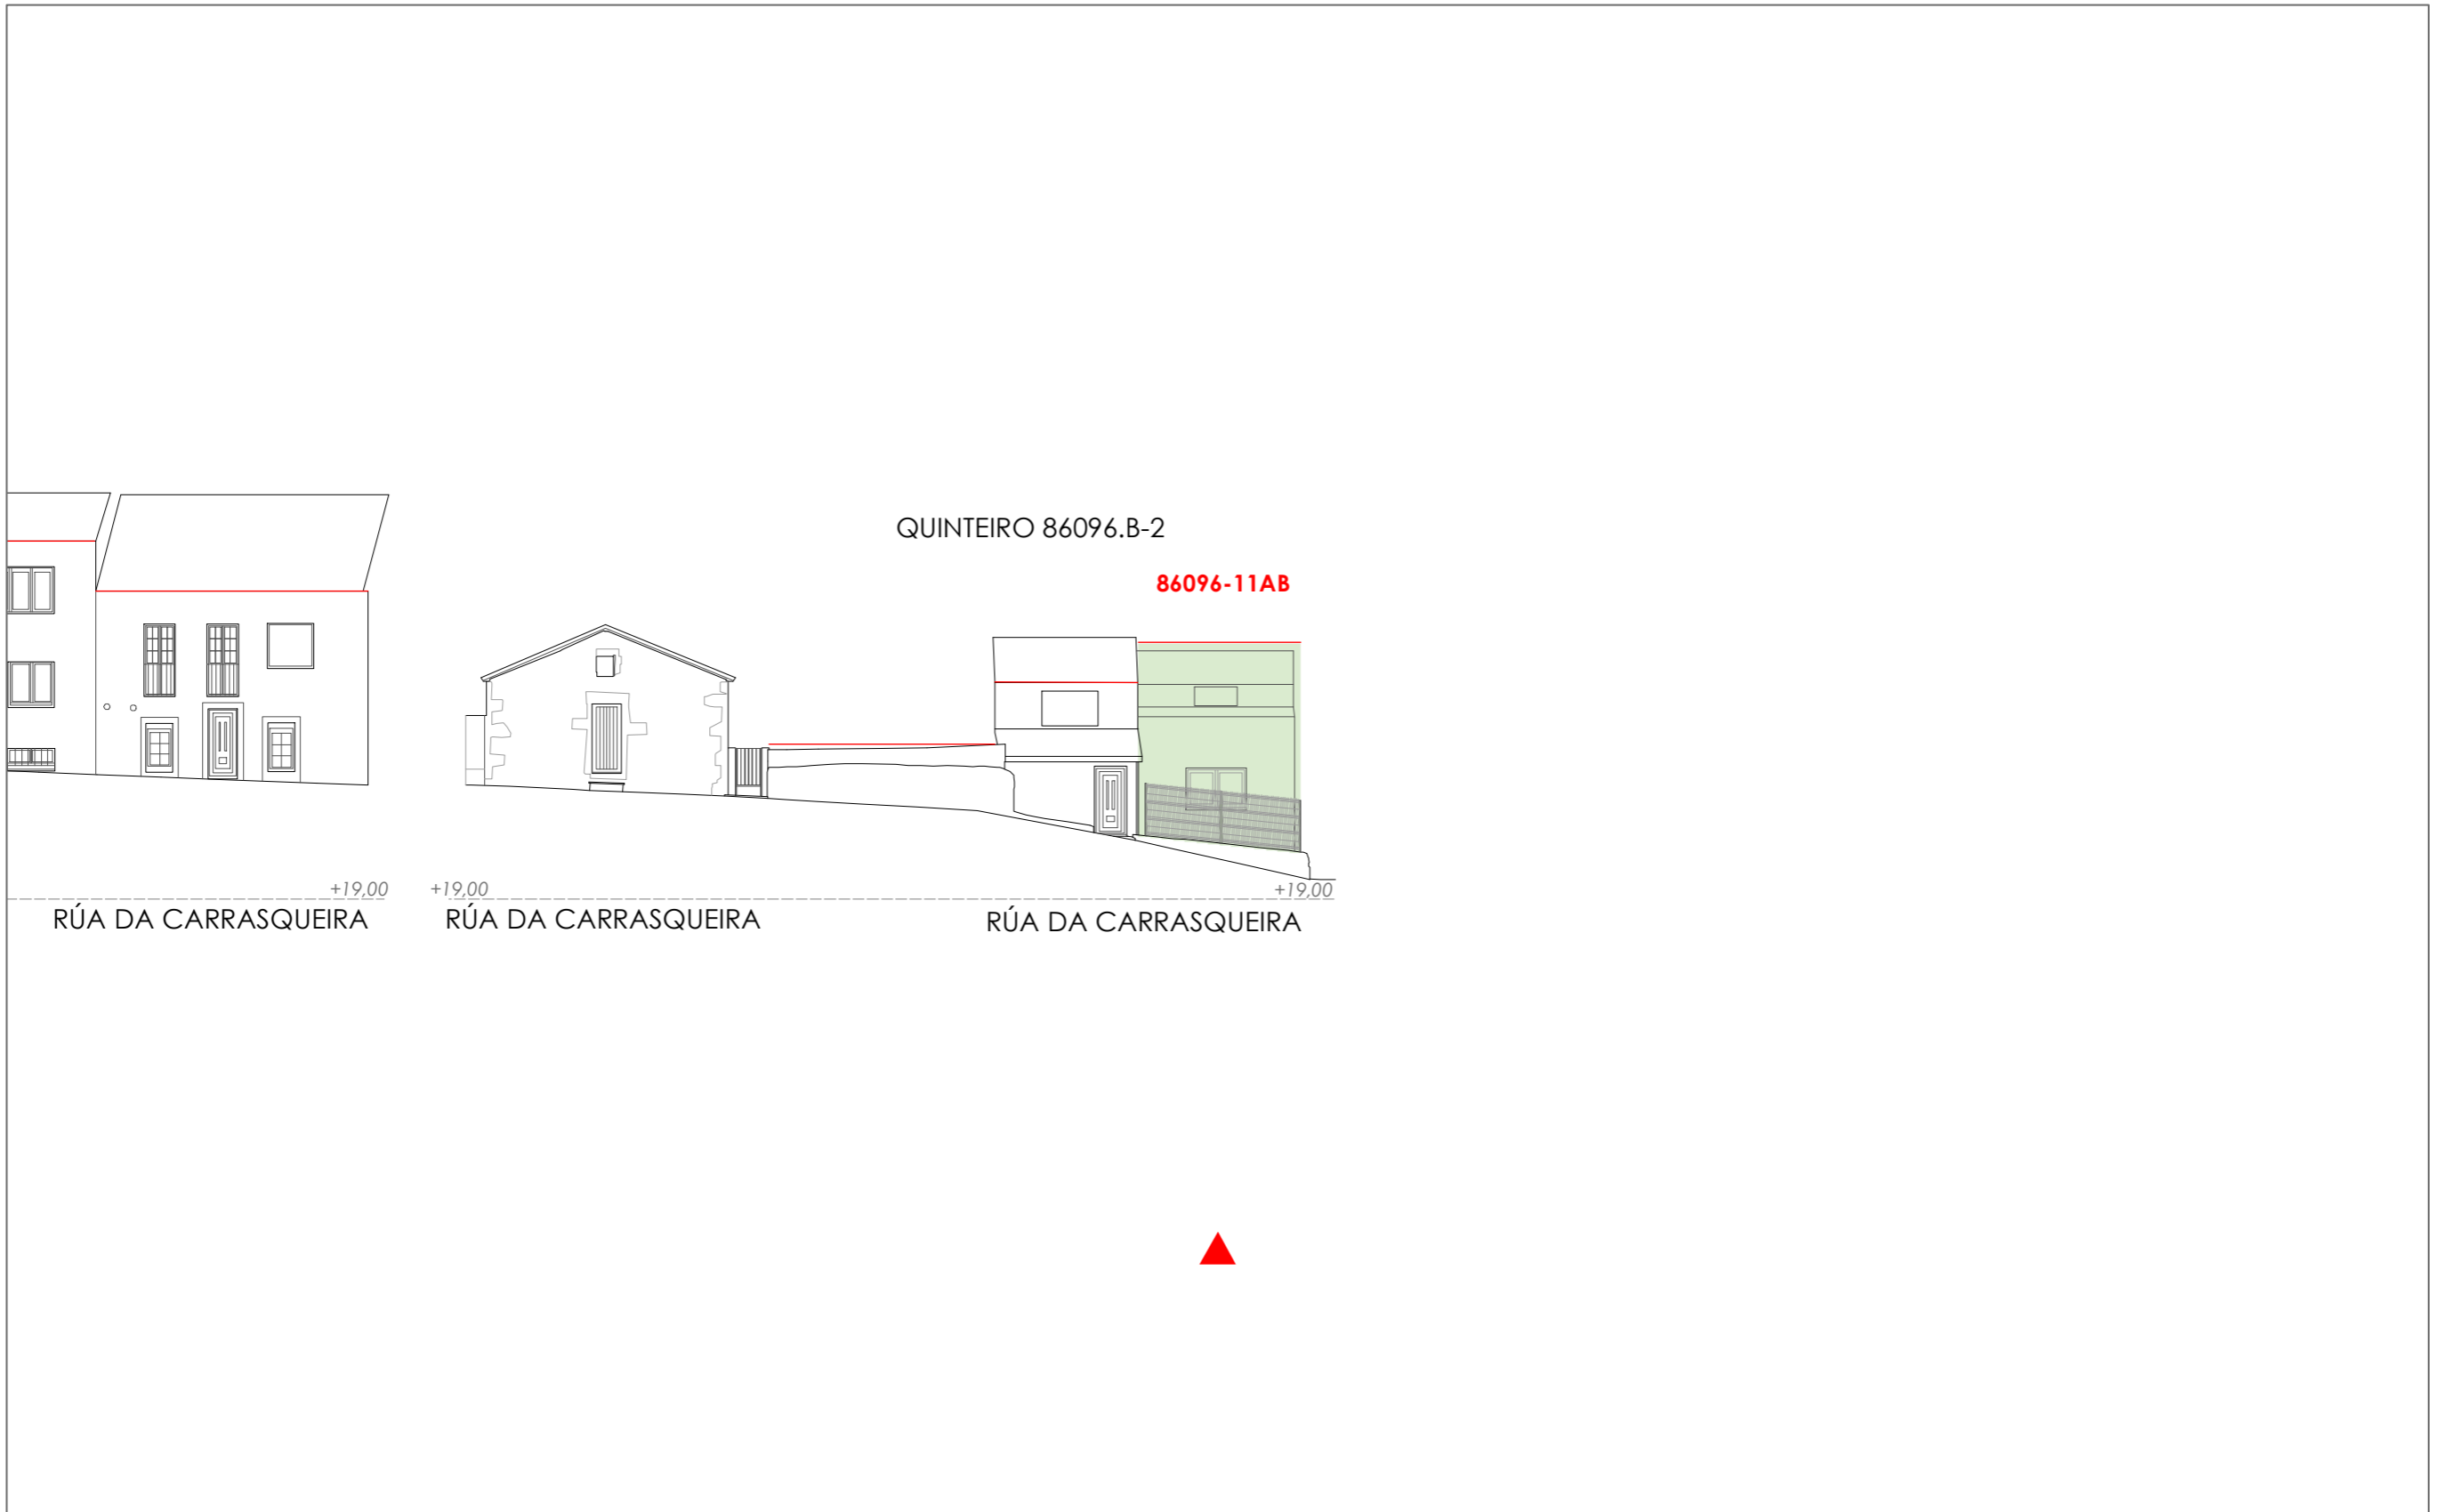 QUINTEIRO 86096.B-2
86096-11AB
+19,00
+19,00
+19,00
RÚA DA CARRASQUEIRA
RÚA DA CARRASQUEIRA
RÚA DA CARRASQUEIRA